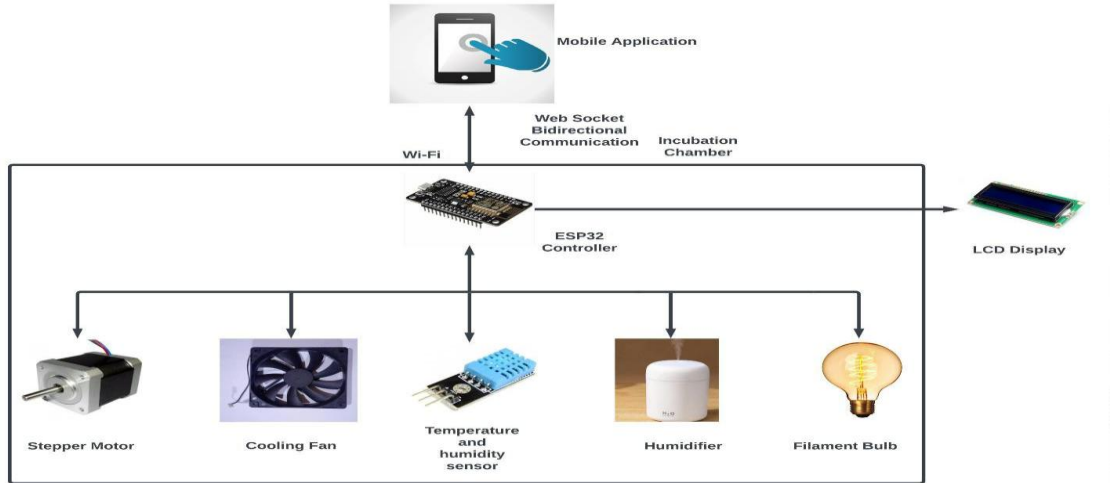 Mobile Application
Web Socket
Bidirectional
Communication
Incubation
Chamber
Wi-Fi
ESP32
Controller
LCD Display
Stepper Motor
Cooling Fan
Temperature
and
humidity
sensor
Humidifier
Filament Bulb